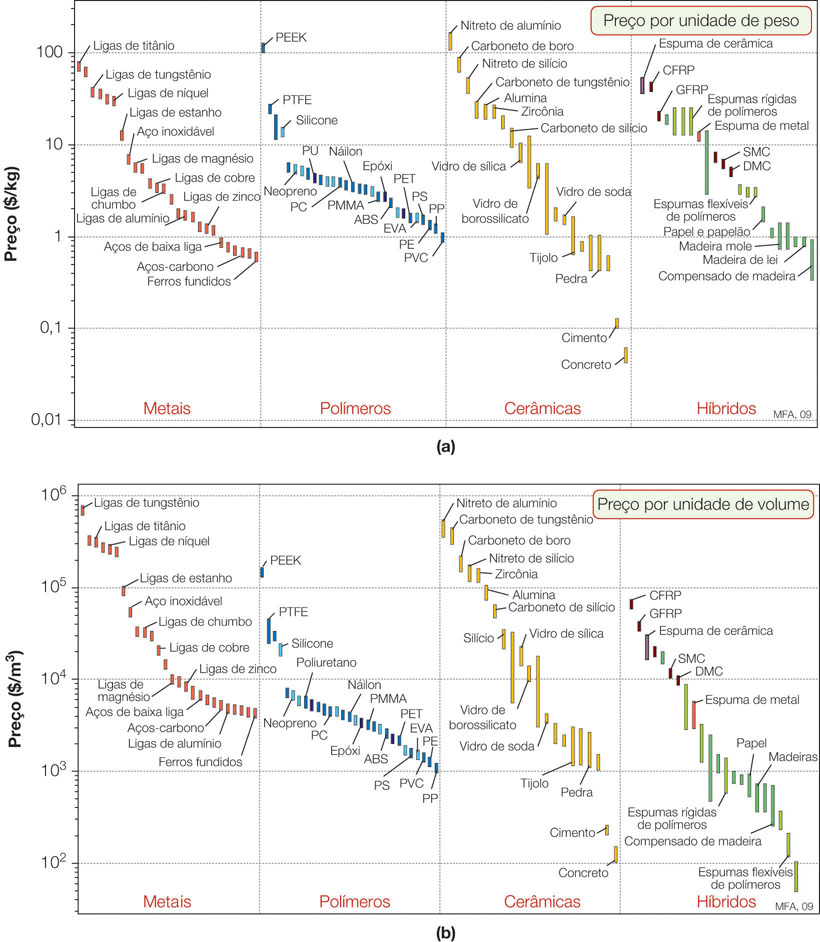 Preço por unidade de peso
Preço ($/kg)
100
10
1
0,1
0,01
Ligas de titânio
Ligas de tungstênio
Ligas de níquel
Ligas de estanho
Aço inoxidável
Ligas de magnésio
Ligas de cobre
Ligas de
chumbo
Ligas de zinco
Ligas de alumínio
Aços de baixa liga
Aços-carbono
Ferros fundidos
Metais
PEEK
PTFE
Silicone
PU
Náilon
Epóxi
PET
PS
PP
Neopreno
PC
PMMA
ABS
EVA
PE
PVC
Polímeros
Nitreto de alumínio
Carboneto de boro
Nitreto de silício
Carboneto de tungstênio
Alumina
Zircônia
Carboneto de silício
Vidro de sílica
Vidro de soda
Vidro de
borossilicato
Tijolo
Pedra
Cimento
Concreto
Cerâmicas
Espuma de cerâmica
CFRP
GFRP
Espumas rígidas
de polímeros
Espuma de metal
SMC
DMC
Espumas flexíveis
de polímeros
Papel e papelão
Madeira mole
Madeira de lei
Compensado de madeira
Híbridos
MFA, 09
(a)
Preço por unidade de volume
Preço ($/m³)
10⁶
10⁵
10⁴
10³
10²
Ligas de tungstênio
Ligas de titânio
Ligas de níquel
Ligas de estanho
Aço inoxidável
Ligas de chumbo
Ligas de cobre
Ligas de zinco
Ligas de
magnésio
Aços de baixa liga
Aços-carbono
Ligas de alumínio
Ferros fundidos
Metais
PEEK
PTFE
Silicone
Poliuretano
Náilon
PMMA
PET
EVA
PE
Neopreno
PC
Epóxi
ABS
PS
PVC
PP
Polímeros
Nitreto de alumínio
Carboneto de tungstênio
Carboneto de boro
Nitreto de silício
Zircônia
Alumina
Carboneto de silício
Silício
Vidro de sílica
Vidro de
borossilicato
Vidro de soda
Tijolo
Pedra
Cimento
Concreto
Cerâmicas
CFRP
GFRP
Espuma de cerâmica
SMC
DMC
Espuma de metal
Papel
Madeiras
Espumas rígidas
de polímeros
Compensado de madeira
Espumas flexíveis
de polímeros
Híbridos
MFA, 09
(b)